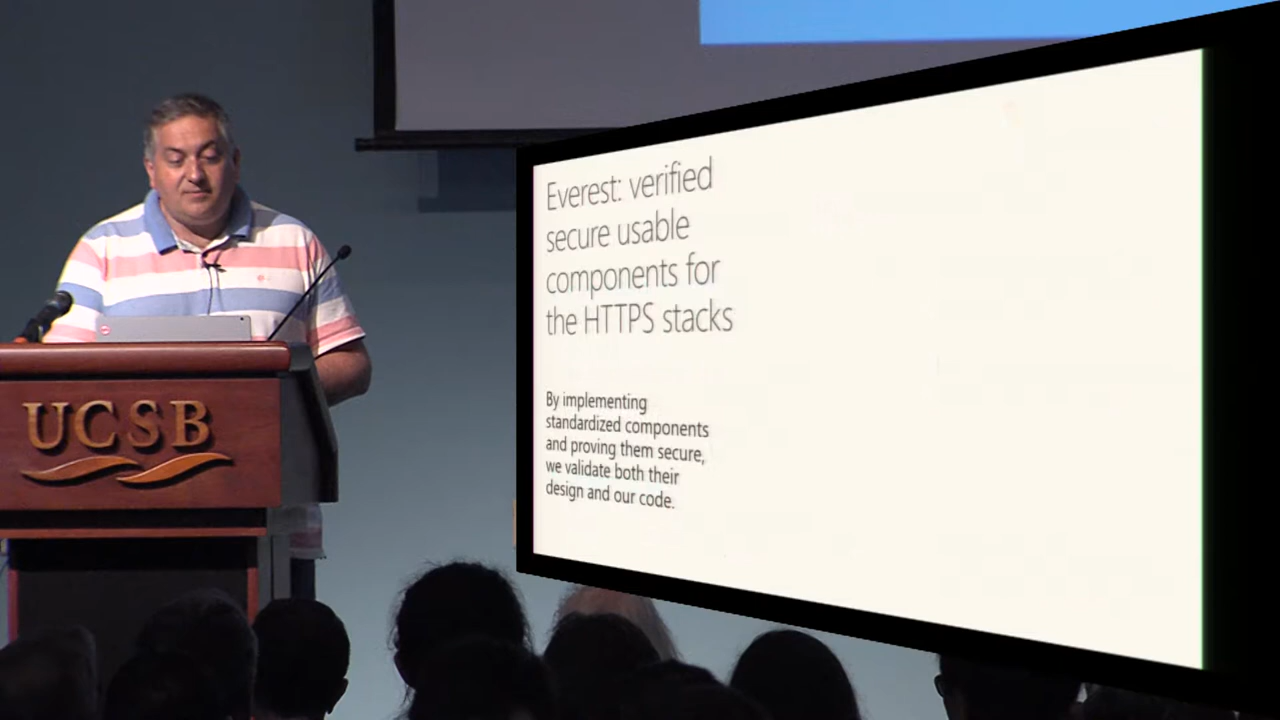 Everest: verified
secure usable
components for
the HTTPS stacks
By implementing
standardized components
and proving them secure,
we validate both their
design and our code.
UCSB